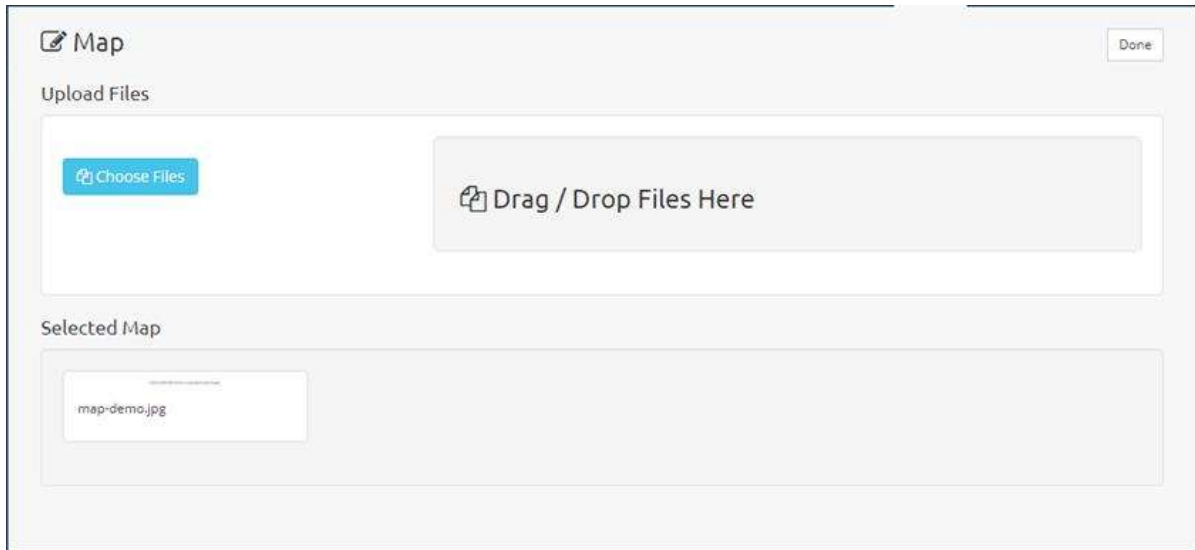 Map
Done
Upload Files
Choose Files
Drag / Drop Files Here
Selected Map
map-demo.jpg